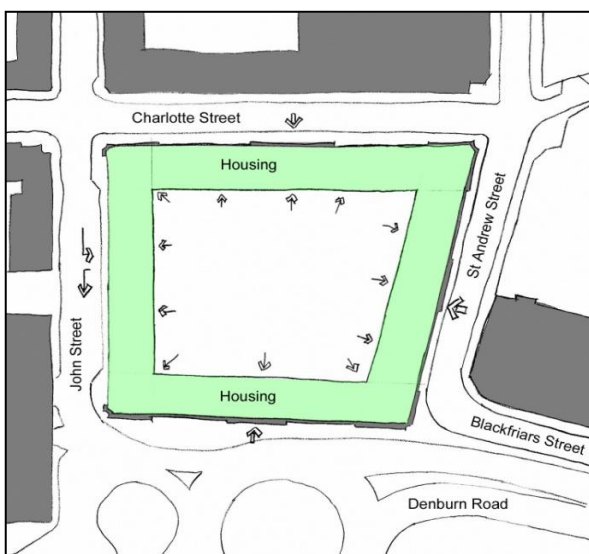 Charlotte Street
Housing
St Andrew Street
John Street
Housing
Blackfriars Street
Denburn Road